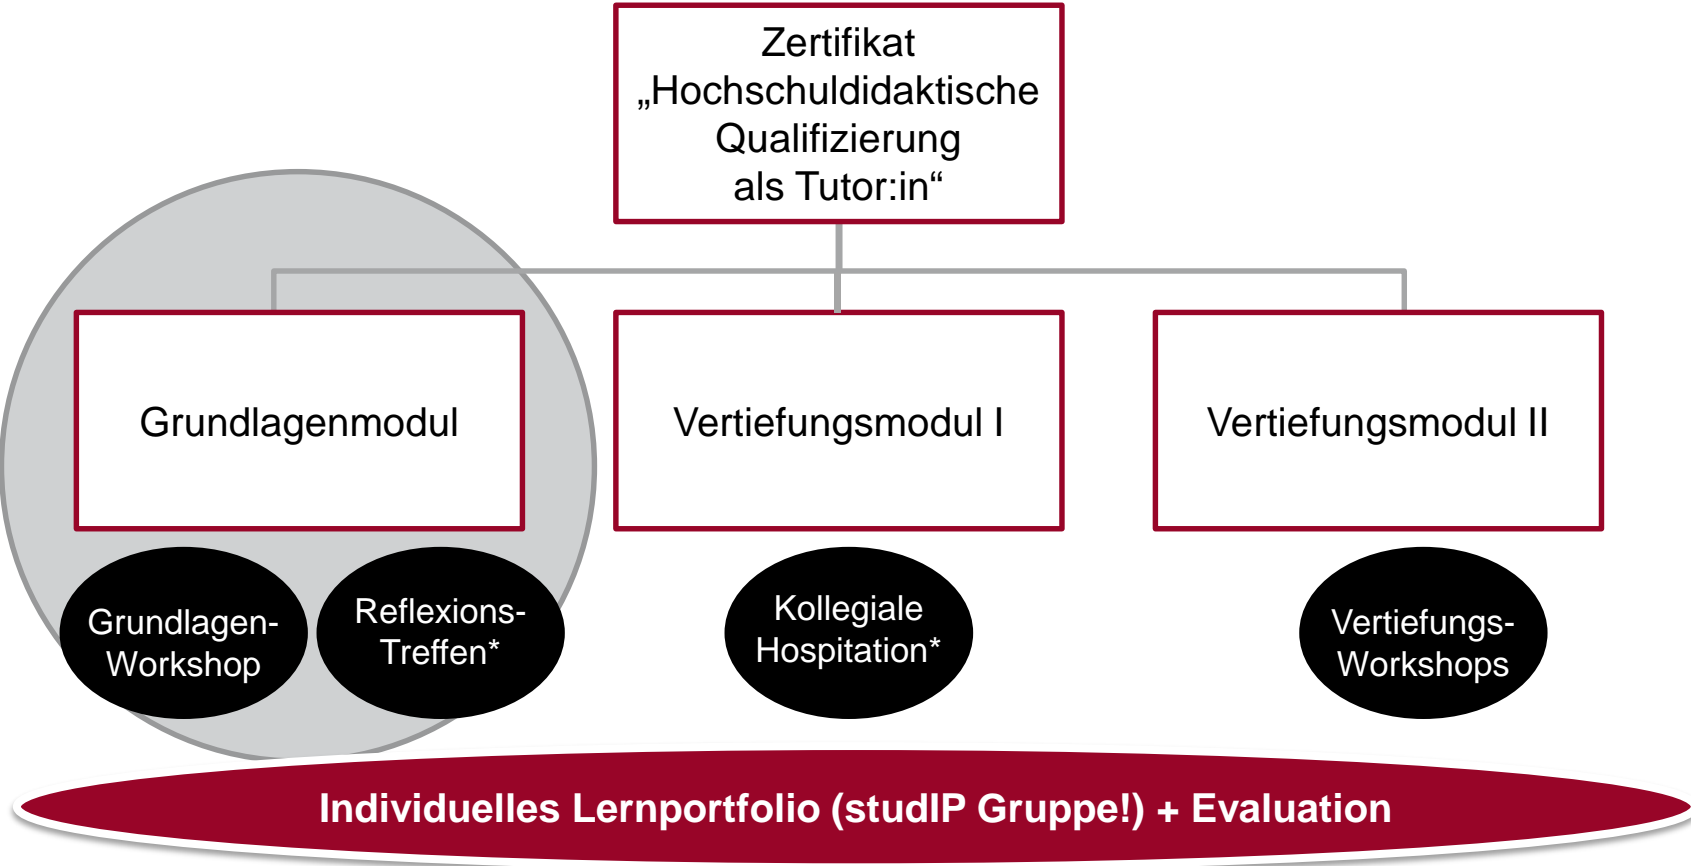 Zertifikat
„Hochschuldidaktische
Qualifizierung
als Tutor:in“
Grundlagenmodul
Vertiefungsmodul I
Vertiefungsmodul II
Grundlagen-
Workshop
Reflexions-
Treffen*
Kollegiale
Hospitation*
Vertiefungs-
Workshops
Individuelles Lernportfolio (studIP Gruppe!) + Evaluation